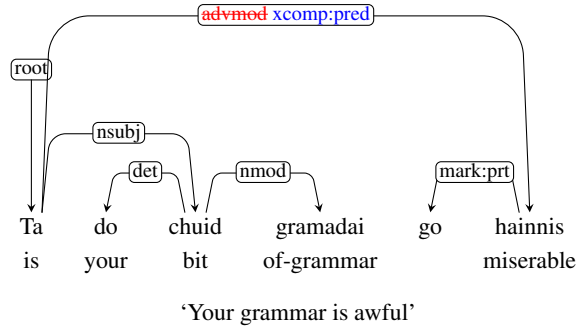 advmod xcomp:pred
root
nsubj
det nmod mark:prt
Ta do chuid gramadai go hainnis
is your bit of-grammar miserable
‘Your grammar is awful’